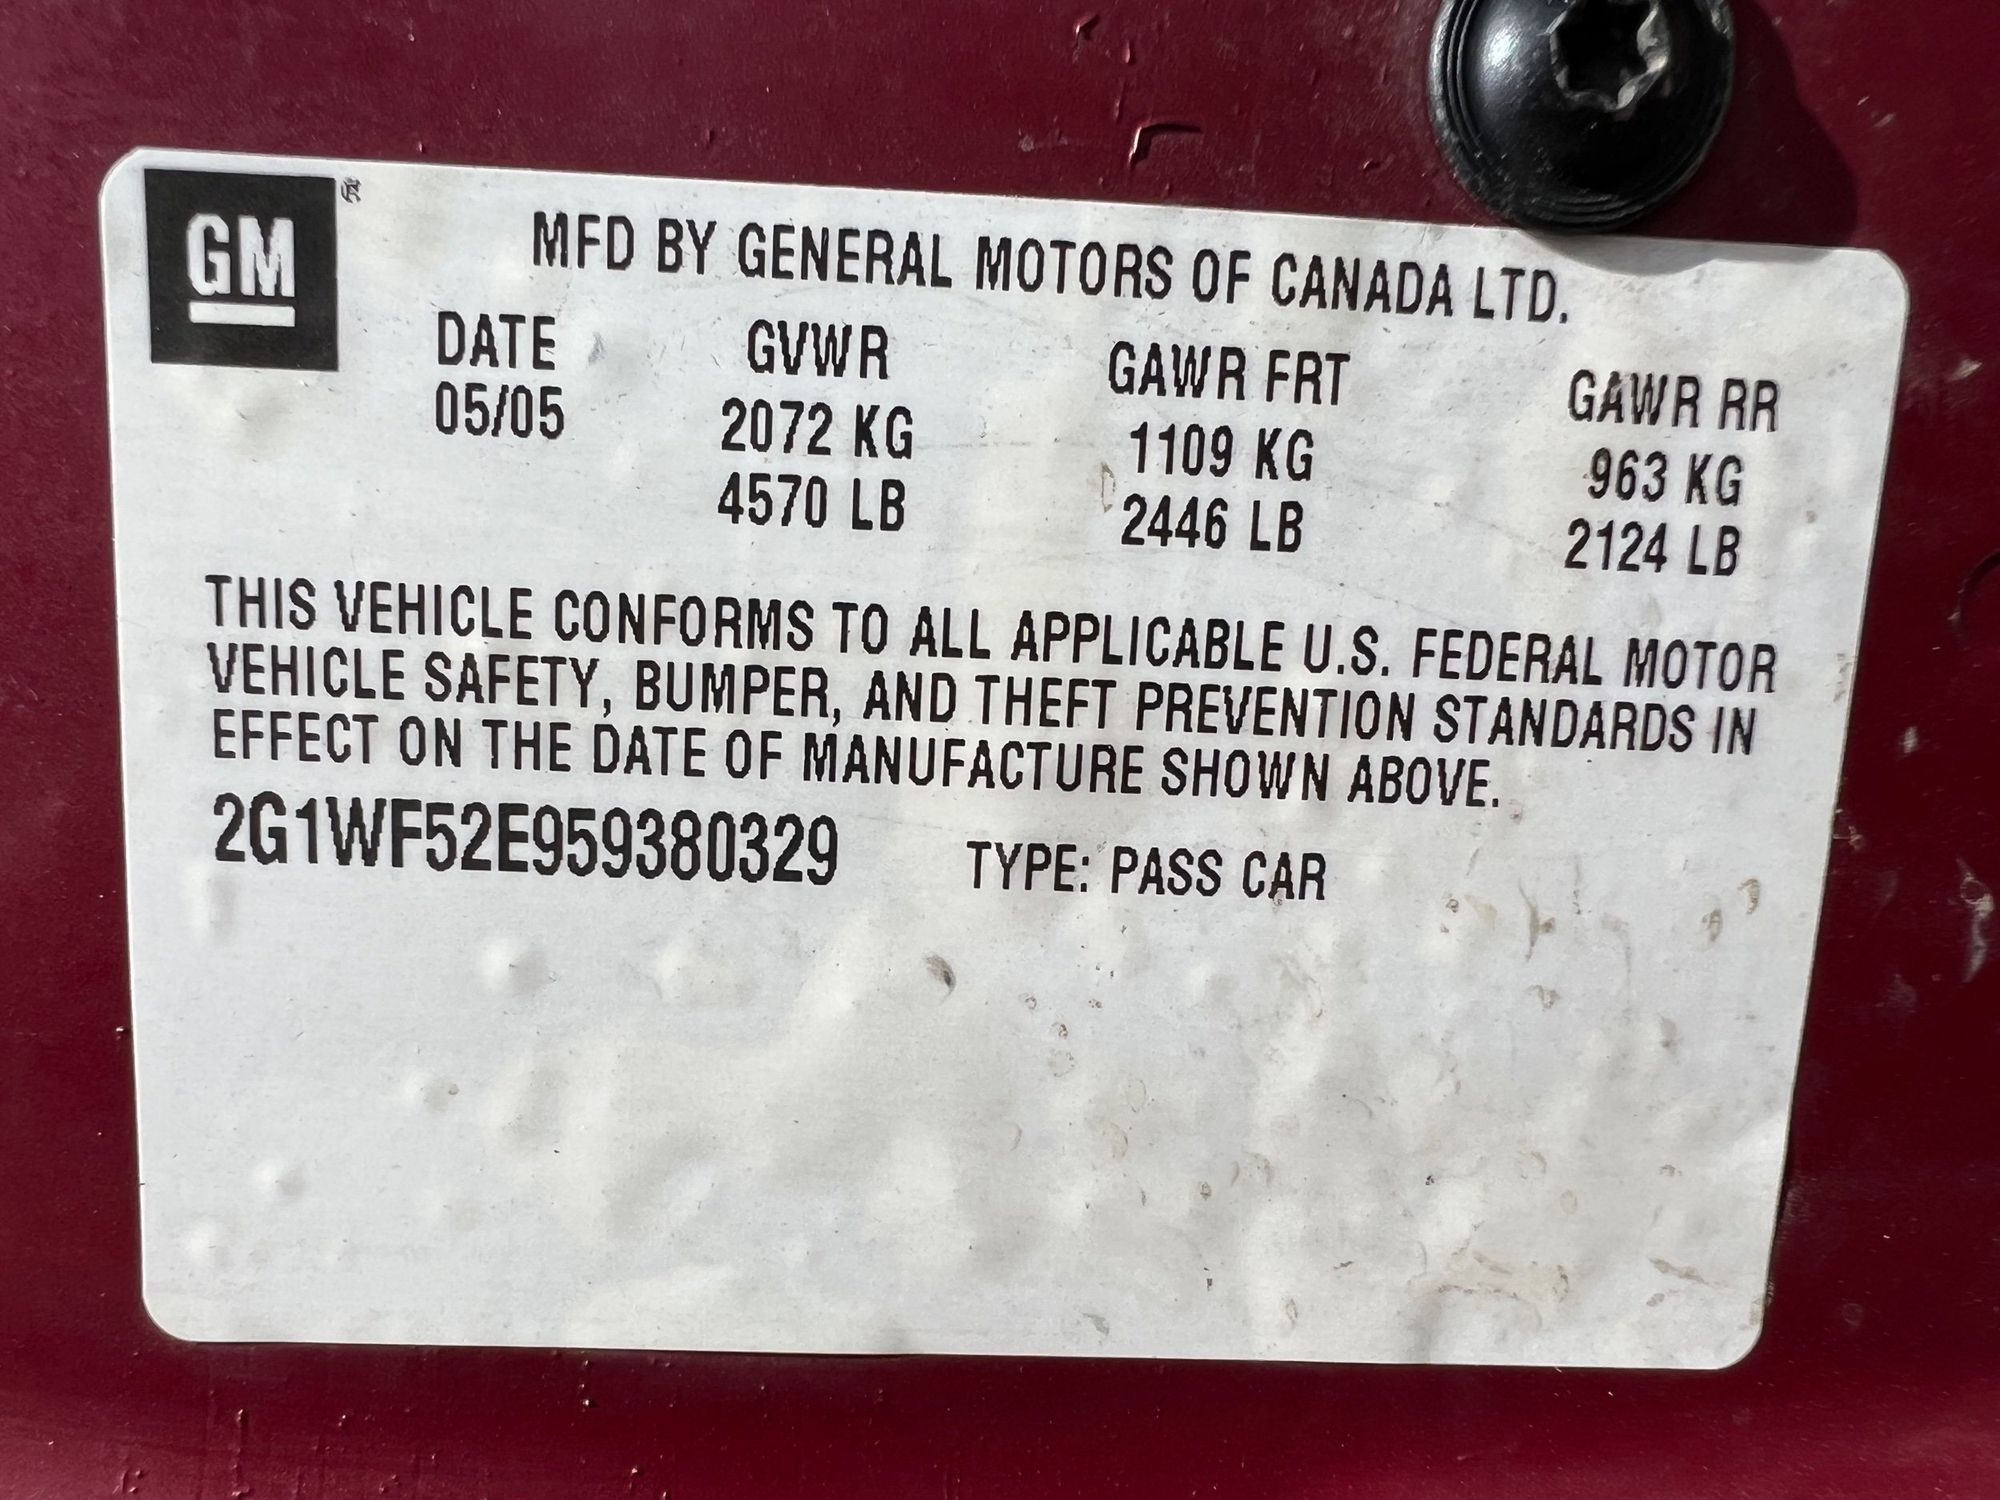 GM ®
MFD BY GENERAL MOTORS OF CANADA LTD.
DATE GVWR GAWR FRT GAWR RR
05/05 2072 KG 1109 KG 963 KG
4570 LB 2446 LB 2124 LB
THIS VEHICLE CONFORMS TO ALL APPLICABLE U.S. FEDERAL MOTOR
VEHICLE SAFETY, BUMPER, AND THEFT PREVENTION STANDARDS IN
EFFECT ON THE DATE OF MANUFACTURE SHOWN ABOVE.
2G1WF52E959380329 TYPE: PASS CAR